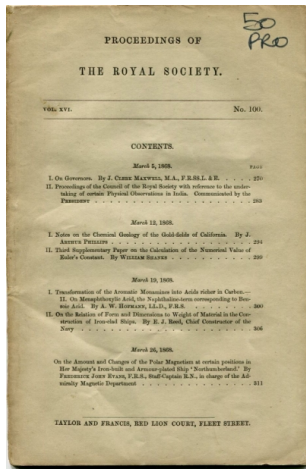 50
PRO
PROCEEDINGS OF
THE ROYAL SOCIETY.
VOL. XVI. No. 100.
CONTENTS.
March 5, 1868.
PAGE
I. On Governors. By J. CLERK MAXWELL, M.A., F.R.SS.L. & E. . . . . . 270
II. Proceedings of the Council of the Royal Society with reference to the under-
taking of certain Physical Observations in India. Communicated by the
PRESIDENT . . . . . . . . . . . . . . . . . . 283
March 12, 1868.
I. Notes on the Chemical Geology of the Gold-fields of California. By J.
ARTHUR PHILLIPS . . . . . . . . . . . . . . . . 294
II. Third Supplementary Paper on the Calculation of the Numerical Value of
Euler's Constant. By WILLIAM SHANKS . . . . . . . . . . 299
March 19, 1868.
I. Transformation of the Aromatic Monamines into Acids richer in Carbon.—
II. On Menaphthoxylic Acid, the Naphthaline-term corresponding to Ben-
zoic Acid. By A. W. HOFMANN, LL.D., F.R.S. . . . . . . . . 300
II. On the Relation of Form and Dimensions to Weight of Material in the Con-
struction of Iron-clad Ships. By E. J. Reed, Chief Constructor of the
Navy . . . . . . . . . . . . . . . . . . . . 306
March 26, 1868.
On the Amount and Changes of the Polar Magnetism at certain positions in
Her Majesty's Iron-built and Armour-plated Ship 'Northumberland.' By
FREDERICK JOHN EVANS, F.R.S., Staff-Captain R.N., in charge of the Ad-
miralty Magnetic Department . . . . . . . . . . . . . 311
TAYLOR AND FRANCIS, RED LION COURT, FLEET STREET.